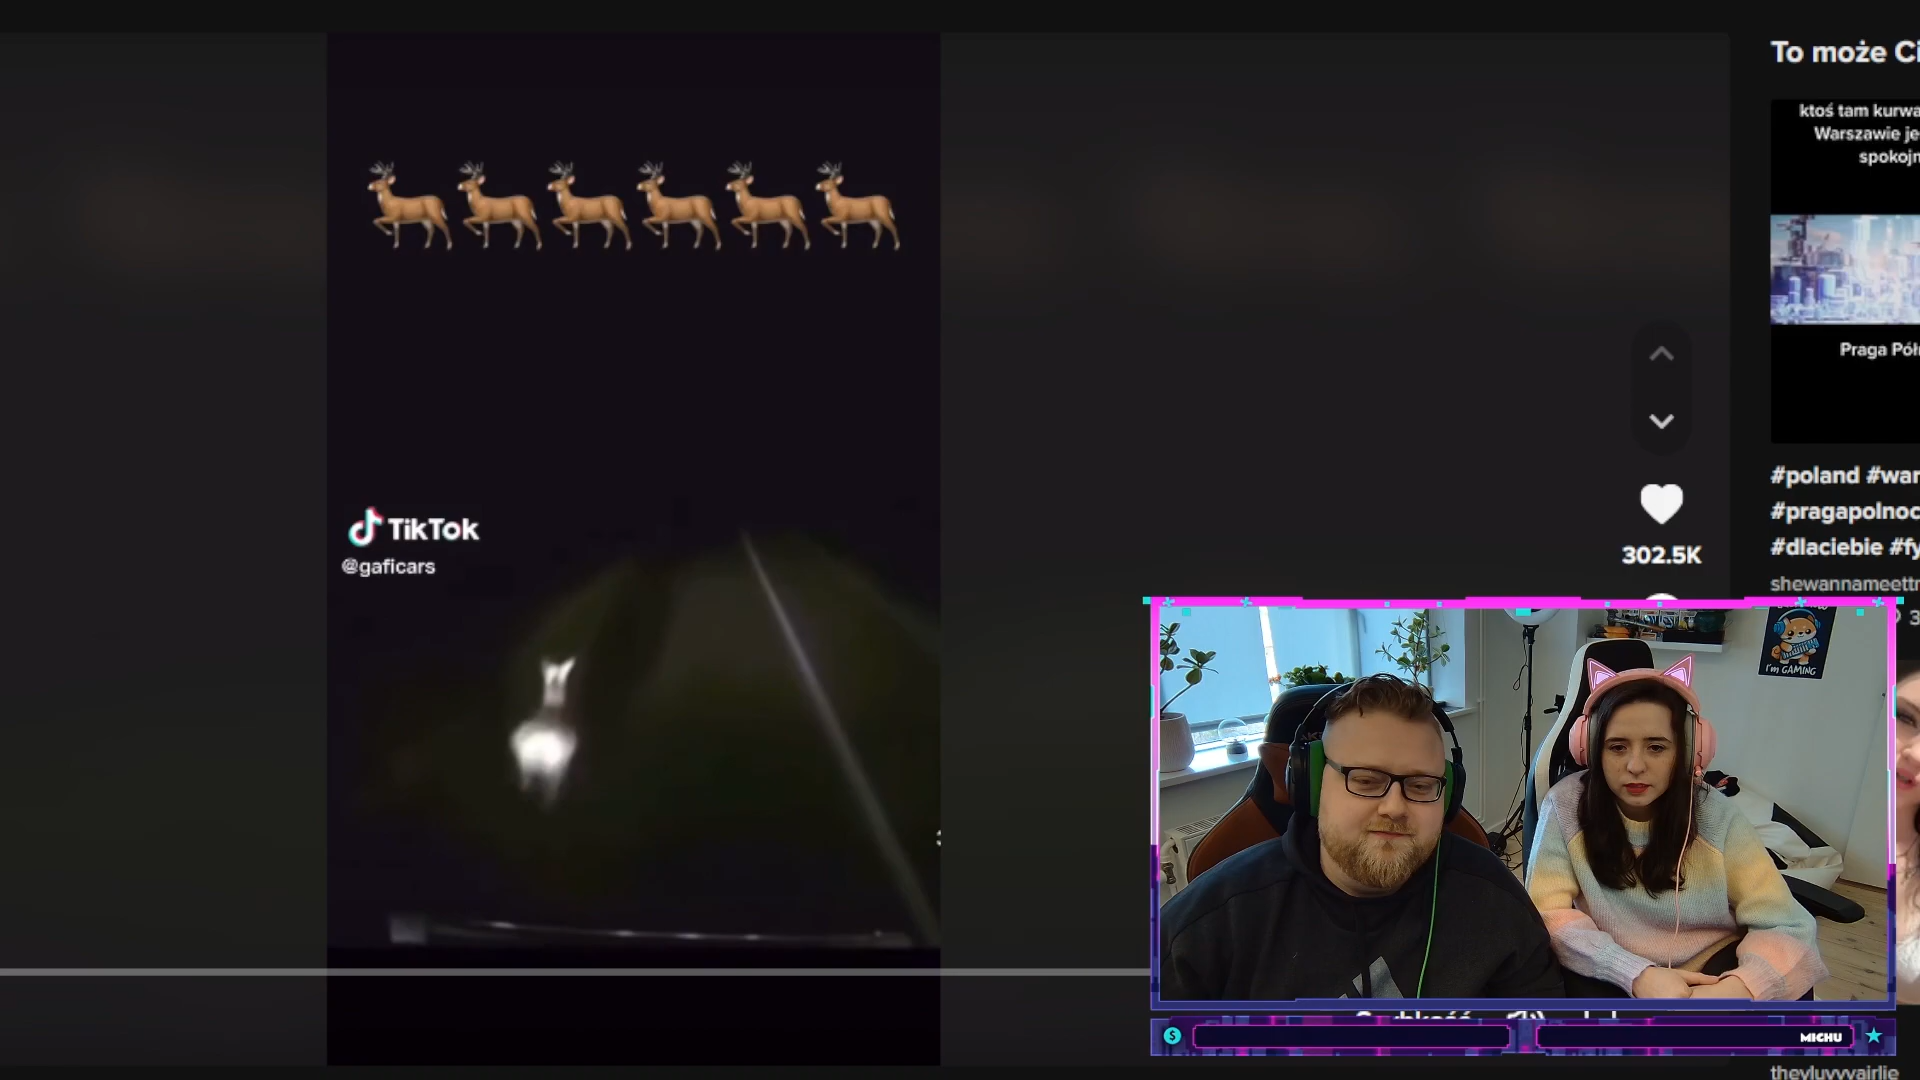 To może Ci
ktoś tam kurwa
Warszawie je
spokojn
Praga Pół
TikTok
@gaficars
302.5K
#poland #war
#pragapolnoc
#dlaciebie #fy
shewannameettr
I'm GAMING
MICHU
theyluvvvairlie